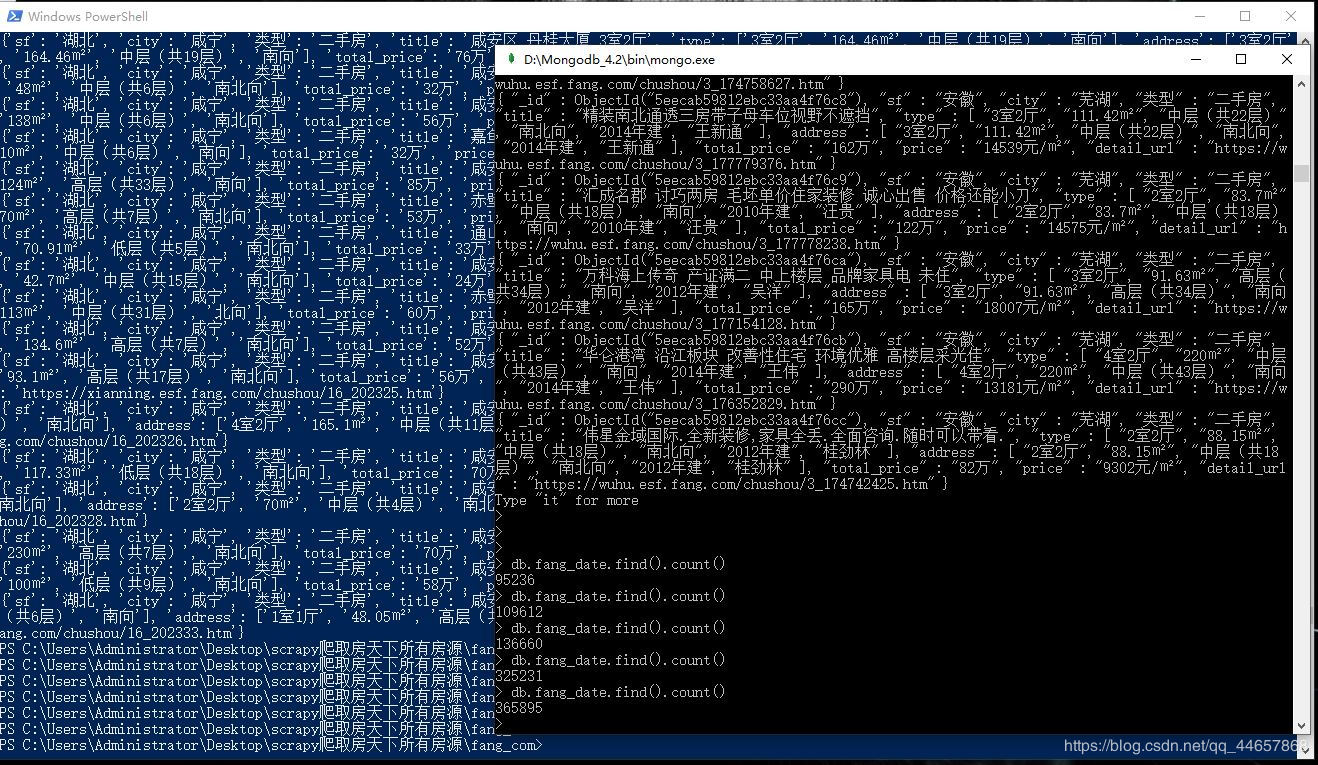 Windows PowerShell
{'sf': '湖北', 'city': '咸宁', '类型': '二手房', 'title': '咸安区 丹桂大厦 3室2厅', 'type': ['3室2厅', '164.46m²', '中层（共19层）', '南向'], 'address': ['3室2厅'
'164.46m²', '中层（共19层）', '南向'], 'total_price': '76万'
{'sf': '湖北', 'city': '咸宁', '类型': '二手房', 'title': '咸安
48m²', '中层（共6层）', '南北向'], 'total_price': '32万', 'p
{'sf': '湖北', 'city': '咸宁', '类型': '二手房', 'title': '咸安
'138m²', '中层（共6层）', '南北向'], 'total_price': '56万', 'p
{'sf': '湖北', 'city': '咸宁', '类型': '二手房', 'title': '嘉鱼
10m²', '中层（共6层）', '南向'], 'total_price': '32万', 'price
{'sf': '湖北', 'city': '咸宁', '类型': '二手房', 'title': '赤壁
124m²', '高层（共33层）', '南向'], 'total_price': '85万', 'pri
{'sf': '湖北', 'city': '咸宁', '类型': '二手房', 'title': '赤壁
70m²', '高层（共7层）', '南北向'], 'total_price': '53万', 'pri
{'sf': '湖北', 'city': '咸宁', '类型': '二手房', 'title': '通山
'70.91m²', '低层（共5层）', '南北向'], 'total_price': '33万'
{'sf': '湖北', 'city': '咸宁', '类型': '二手房', 'title': '咸安
'42.7m²', '中层（共15层）', '南北向'], 'total_price': '24万'
{'sf': '湖北', 'city': '咸宁', '类型': '二手房', 'title': '赤壁
113m²', '中层（共31层）', '北向'], 'total_price': '60万', 'pri
{'sf': '湖北', 'city': '咸宁', '类型': '二手房', 'title': '咸安
'134.6m²', '高层（共7层）', '南北向'], 'total_price': '52万'
{'sf': '湖北', 'city': '咸宁', '类型': '二手房', 'title': '咸安
'93.1m²', '高层（共17层）', '南北向'], 'total_price': '56万',
: 'https://xianning.esf.fang.com/chushou/16_202325.htm'}
{'sf': '湖北', 'city': '咸宁', '类型': '二手房', 'title': '咸安
）', '南北向'], 'address': ['4室2厅', '165.1m²', '中层（共11层
g.com/chushou/16_202326.htm'}
{'sf': '湖北', 'city': '咸宁', '类型': '二手房', 'title': '咸安
'117.33m²', '低层（共18层）', '南北向'], 'total_price': '70万
{'sf': '湖北', 'city': '咸宁', '类型': '二手房', 'title': '咸安
南北向'], 'address': ['2室2厅', '70m²', '中层（共4层）', '南北
hou/16_202328.htm'}
{'sf': '湖北', 'city': '咸宁', '类型': '二手房', 'title': '咸安
'230m²', '高层（共7层）', '南北向'], 'total_price': '70万', 'p
{'sf': '湖北', 'city': '咸宁', '类型': '二手房', 'title': '咸安
'100m²', '低层（共9层）', '南北向'], 'total_price': '58万', 'p
{'sf': '湖北', 'city': '咸宁', '类型': '二手房', 'title': '咸安
（共6层）', '南向'], 'address': ['1室1厅', '48.05m²', '高层（共
ang.com/chushou/16_202333.htm'}
PS C:\Users\Administrator\Desktop\scrapy爬取房天下所有房源\fang_
PS C:\Users\Administrator\Desktop\scrapy爬取房天下所有房源\fang_
PS C:\Users\Administrator\Desktop\scrapy爬取房天下所有房源\fang_
PS C:\Users\Administrator\Desktop\scrapy爬取房天下所有房源\fang_
PS C:\Users\Administrator\Desktop\scrapy爬取房天下所有房源\fang_
PS C:\Users\Administrator\Desktop\scrapy爬取房天下所有房源\fang_
PS C:\Users\Administrator\Desktop\scrapy爬取房天下所有房源\fang_com>
D:\Mongodb_4.2\bin\mongo.exe
wuhu.esf.fang.com/chushou/3_174758627.htm" }
{ "_id" : ObjectId("5eecab59812ebc33aa4f76c8"), "sf" : "安徽", "city" : "芜湖", "类型" : "二手房",
"title" : "精装南北通透三房带子母车位视野不遮挡", "type" : [ "3室2厅", "111.42m²", "中层（共22层）"
, "南北向", "2014年建", "王新通" ], "address" : [ "3室2厅", "111.42m²", "中层（共22层）", "南北向",
"2014年建", "王新通" ], "total_price" : "162万", "price" : "14539元/m²", "detail_url" : "https://w
uhu.esf.fang.com/chushou/3_177779376.htm" }
{ "_id" : ObjectId("5eecab59812ebc33aa4f76c9"), "sf" : "安徽", "city" : "芜湖", "类型" : "二手房",
"title" : "汇成名郡 讨巧两房 毛坯单价住家装修 诚心出售 价格还能小刀", "type" : [ "2室2厅", "83.7m²"
, "中层（共18层）", "南向", "2010年建", "汪贵" ], "address" : [ "2室2厅", "83.7m²", "中层（共18层）"
, "南向", "2010年建", "汪贵" ], "total_price" : "122万", "price" : "14575元/m²", "detail_url" : "h
ttps://wuhu.esf.fang.com/chushou/3_177778238.htm" }
{ "_id" : ObjectId("5eecab59812ebc33aa4f76ca"), "sf" : "安徽", "city" : "芜湖", "类型" : "二手房",
"title" : "万科海上传奇 产证满二 中上楼层 品牌家具电 未住", "type" : [ "3室2厅", "91.63m²", "高层（
共34层）", "南向", "2012年建", "吴洋" ], "address" : [ "3室2厅", "91.63m²", "高层（共34层）", "南向"
, "2012年建", "吴洋" ], "total_price" : "165万", "price" : "18007元/m²", "detail_url" : "https://w
uhu.esf.fang.com/chushou/3_177154128.htm" }
{ "_id" : ObjectId("5eecab59812ebc33aa4f76cb"), "sf" : "安徽", "city" : "芜湖", "类型" : "二手房",
"title" : "华仑港湾 沿江板块 改善性住宅 环境优雅 高楼层采光佳", "type" : [ "4室2厅", "220m²", "中层
（共43层）", "南向", "2014年建", "王伟" ], "address" : [ "4室2厅", "220m²", "中层（共43层）", "南向"
, "2014年建", "王伟" ], "total_price" : "290万", "price" : "13181元/m²", "detail_url" : "https://w
uhu.esf.fang.com/chushou/3_176352829.htm" }
{ "_id" : ObjectId("5eecab59812ebc33aa4f76cc"), "sf" : "安徽", "city" : "芜湖", "类型" : "二手房",
"title" : "伟星金域国际.全新装修,家具全丢.全面咨询.随时可以带看.", "type" : [ "2室2厅", "88.15m²",
"中层（共18层）", "南北向", "2012年建", "桂劲林" ], "address" : [ "2室2厅", "88.15m²", "中层（共18
层）", "南北向", "2012年建", "桂劲林" ], "total_price" : "82万", "price" : "9302元/m²", "detail_url
" : "https://wuhu.esf.fang.com/chushou/3_174742425.htm" }
Type "it" for more
>
>
>
> db.fang_date.find().count()
95236
> db.fang_date.find().count()
109612
> db.fang_date.find().count()
136660
> db.fang_date.find().count()
325231
> db.fang_date.find().count()
365895
>
https://blog.csdn.net/qq_44657868